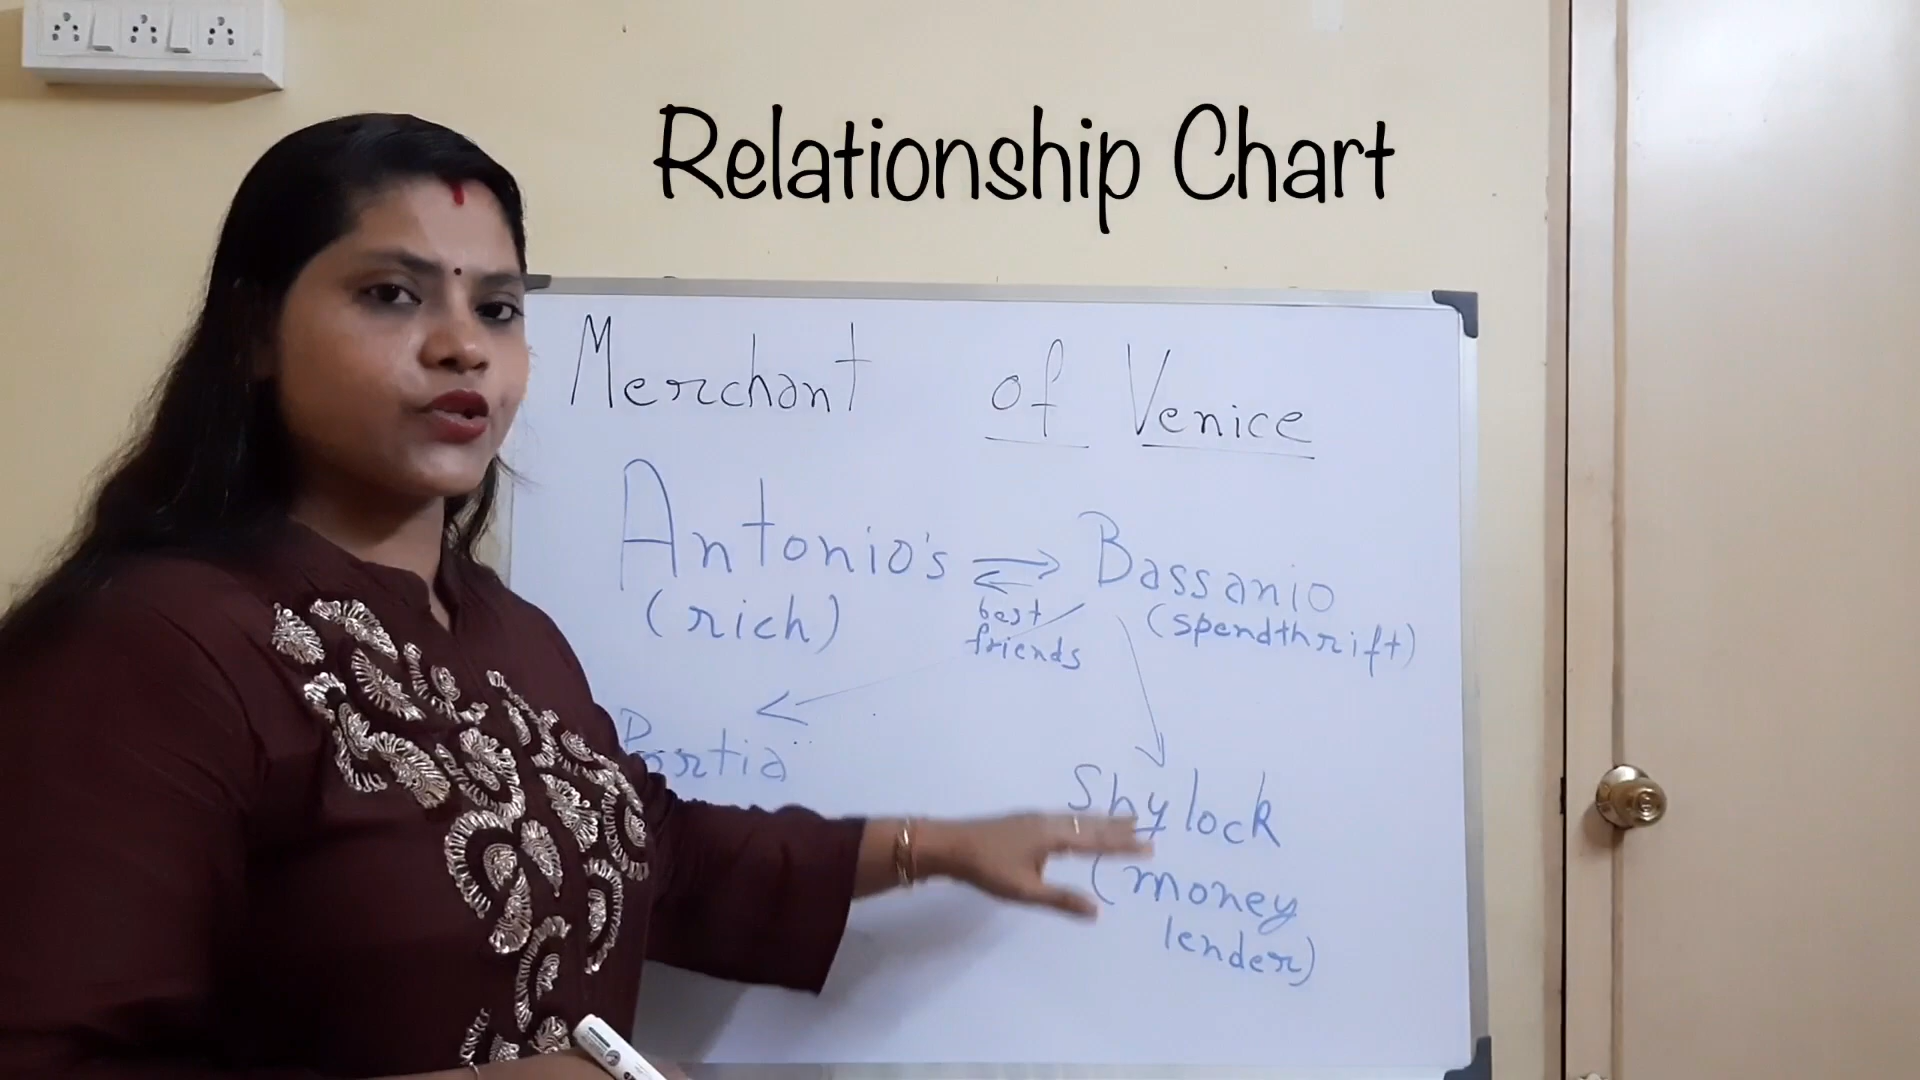 Relationship Chart
Merchant of Venice
Antonio's Bassanio
(rich) best friends (spendthrift)
Portia
Shylock
(money
lender)